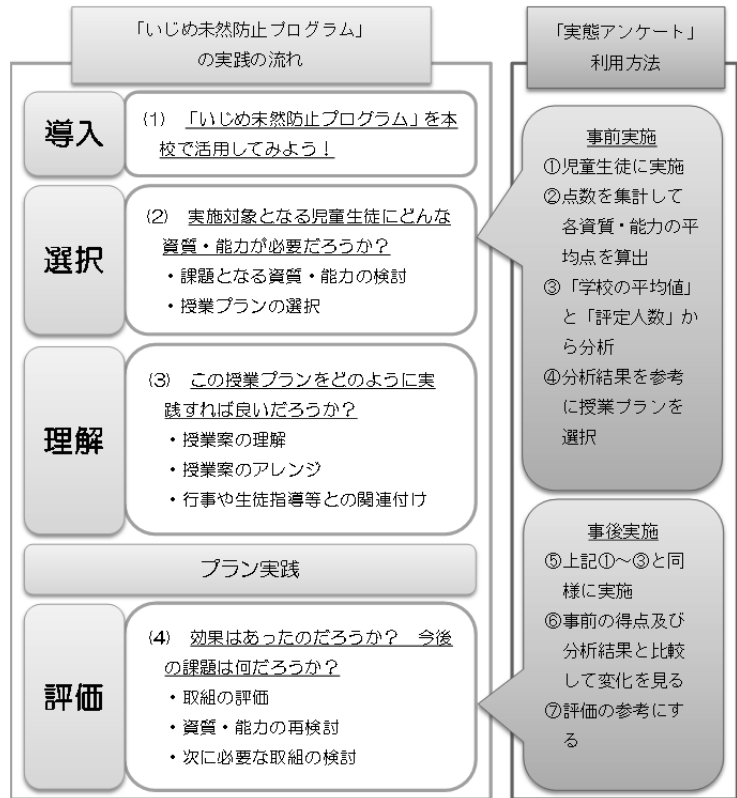 「いじめ未然防止プログラム」
の実践の流れ
「実態アンケート」
利用方法
導入
(1) 「いじめ未然防止プログラム」を本
校で活用してみよう！
選択
(2) 実施対象となる児童生徒にどんな
資質・能力が必要だろうか？
・課題となる資質・能力の検討
・授業プランの選択
理解
(3) この授業プランをどのように実
践すれば良いだろうか？
・授業案の理解
・授業案のアレンジ
・行事や生徒指導等との関連付け
プラン実践
評価
(4) 効果はあったのだろうか？ 今後
の課題は何だろうか？
・取組の評価
・資質・能力の再検討
・次に必要な取組の検討
事前実施
①児童生徒に実施
②点数を集計して
各資質・能力の平
均点を算出
③「学校の平均値」
と「評定人数」か
ら分析
④分析結果を参考
に授業プランを
選択
事後実施
⑤上記①～③と同
様に実施
⑥事前の得点及び
分析結果と比較
して変化を見る
⑦評価の参考にす
る